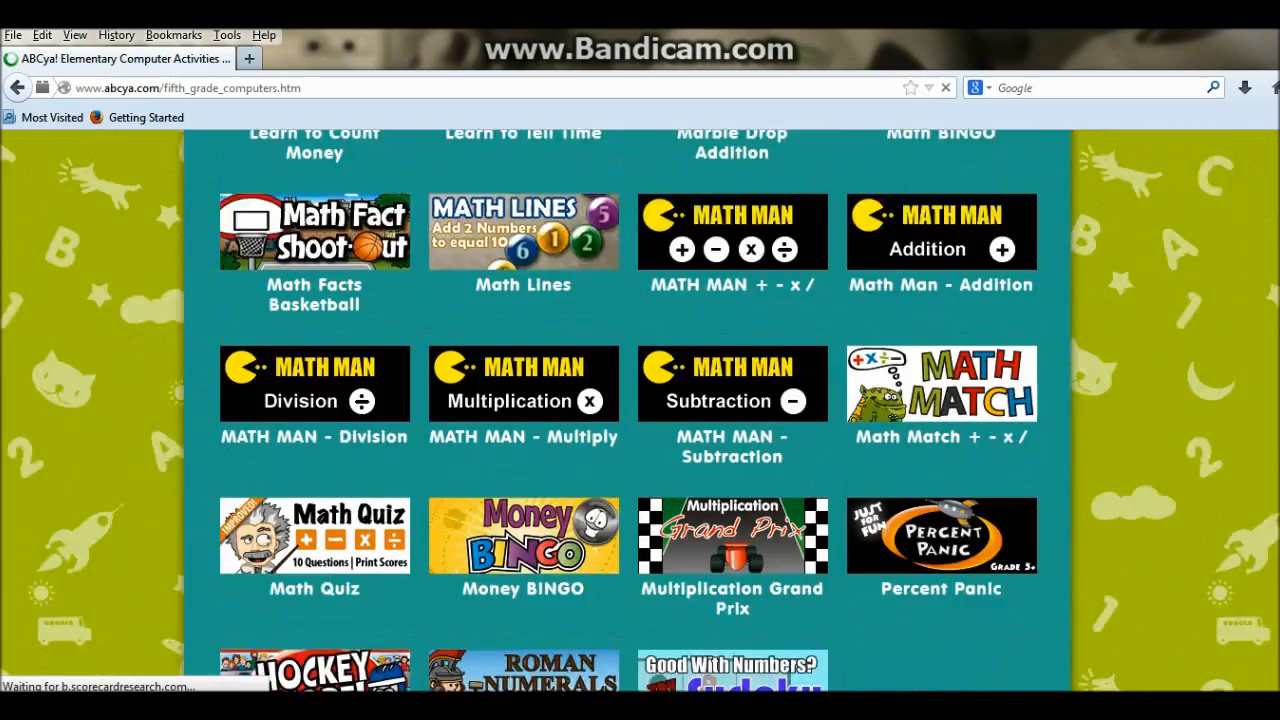 www.Bandicam.com
File Edit View History Bookmarks Tools Help
ABCya! Elementary Computer Activities ... +
www.abcya.com/fifth_grade_computers.htm
Google
Most Visited Getting Started
Learn to Count Money
Learn to Tell Time
Marble Drop Addition
Math BINGO
Math Fact Shoot-Out
MATH LINES
Add 2 Numbers to equal 10
5 6 1 2
MATH MAN
+ - x ÷
MATH MAN
Addition +
Math Facts Basketball
Math Lines
MATH MAN + - x /
Math Man - Addition
MATH MAN
Division ÷
MATH MAN
Multiplication x
MATH MAN
Subtraction -
+ x ÷ -
MATH MATCH
MATH MAN - Division
MATH MAN - Multiply
MATH MAN - Subtraction
Math Match + - x /
IMPROVED!
Math Quiz
+ - x ÷
10 Questions | Print Scores
Money BINGO
Multiplication Grand Prix
JUST FOR FUN
PERCENT PANIC
GRADE 5+
Math Quiz
Money BINGO
Multiplication Grand Prix
Percent Panic
HOCKEY
ROMAN NUMERALS
Good With Numbers?
Sudoku
Waiting for b.scorecardresearch.com...